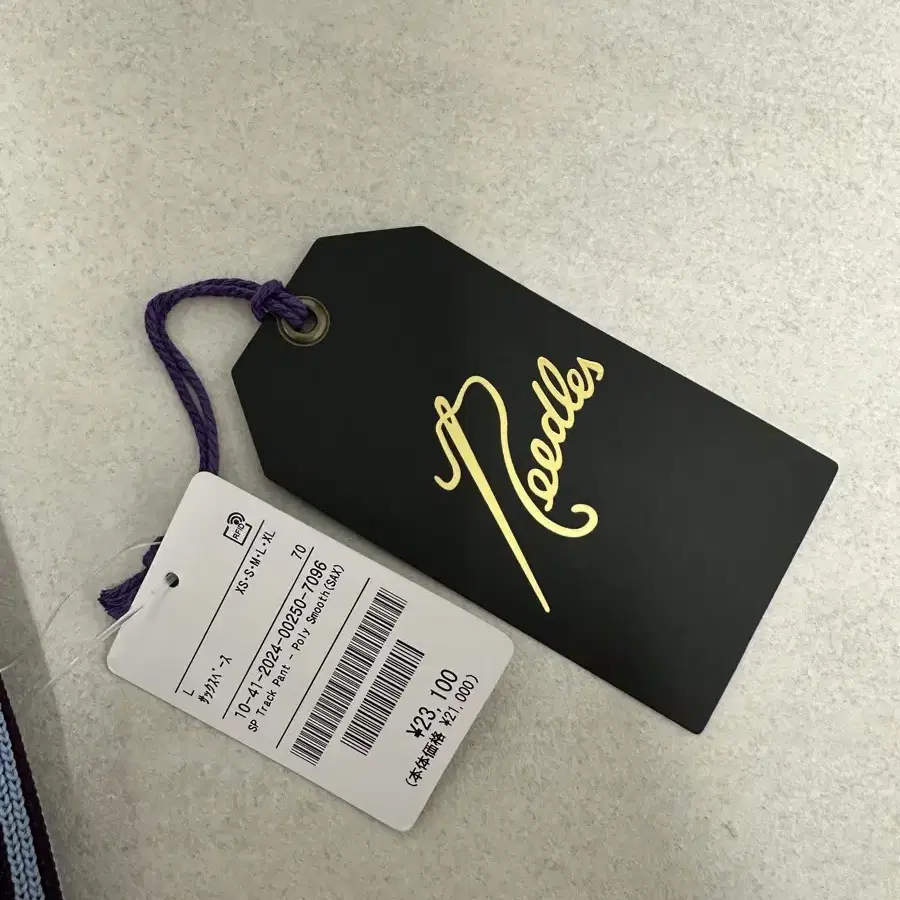 Needles
RFID
XS・S・M・L・XL
L
ザックスベース 70
10-41-2024-00250-7096
SP Track Pant - Poly Smooth(SAX)
¥23,100
(本体価格 ¥21,000)